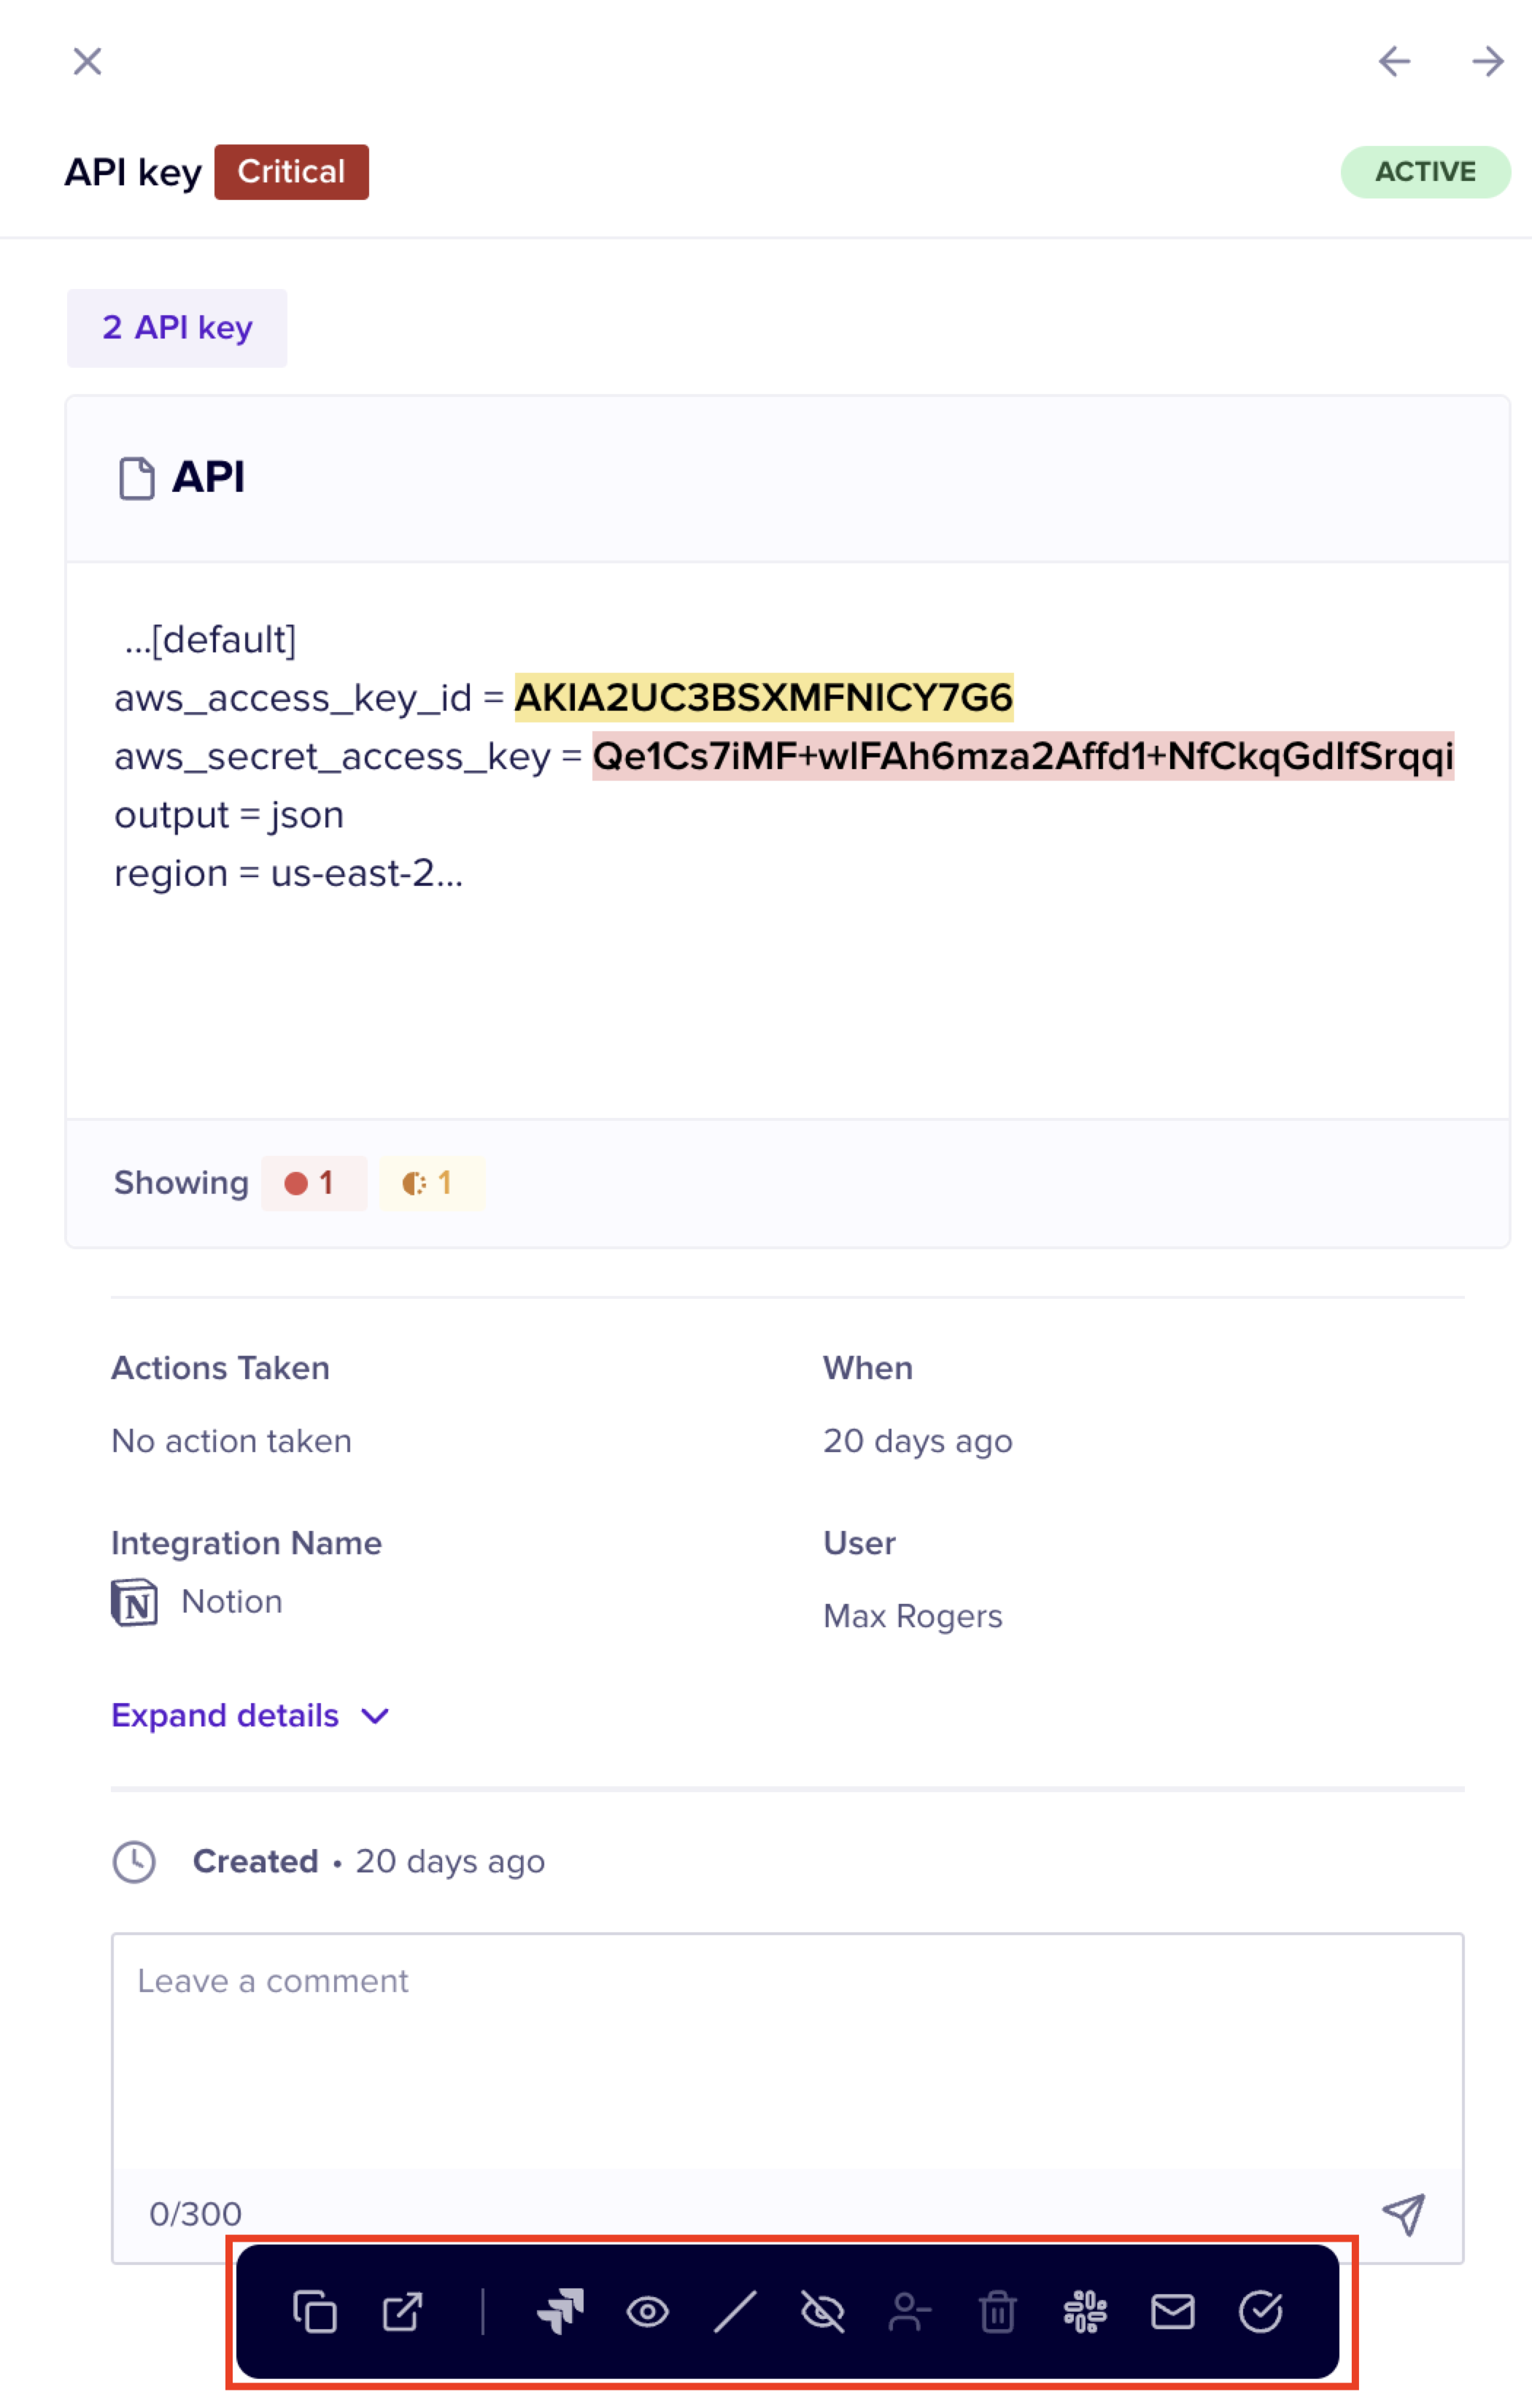 API key Critical ACTIVE
2 API key
API
...[default]
aws_access_key_id = AKIA2UC3BSXMFNICY7G6
aws_secret_access_key = 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
output = json
region = us-east-2...
Showing 1 1
Actions Taken When
No action taken 20 days ago
Integration Name User
Notion Max Rogers
Expand details
Created • 20 days ago
Leave a comment
0/300